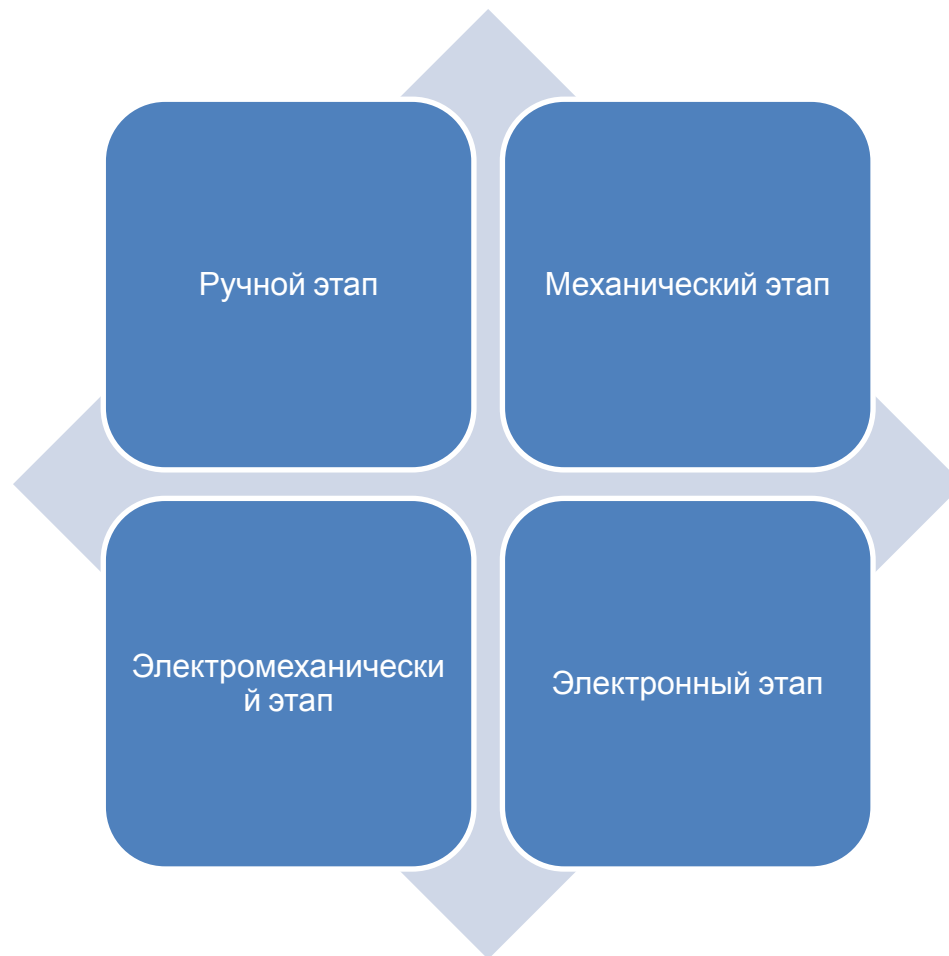 Ручной этап
Механический этап
Электромеханически
й этап
Электронный этап